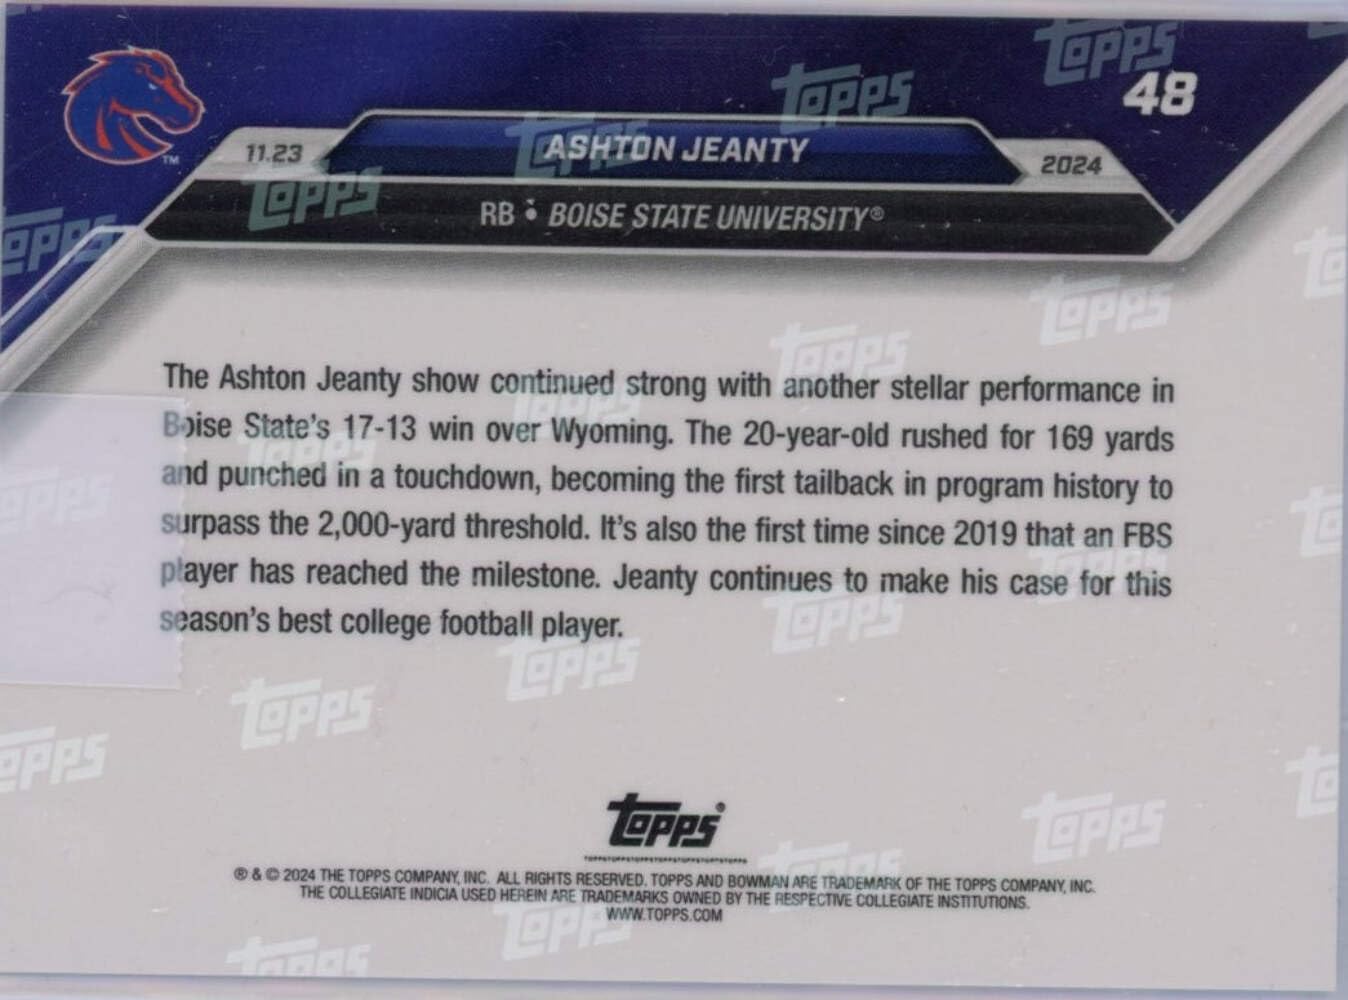 TOPPS
48
TM
11.23
ASHTON JEANTY
2024
RB • BOISE STATE UNIVERSITY®
The Ashton Jeanty show continued strong with another stellar performance in
Boise State's 17-13 win over Wyoming. The 20-year-old rushed for 169 yards
and punched in a touchdown, becoming the first tailback in program history to
surpass the 2,000-yard threshold. It's also the first time since 2019 that an FBS
player has reached the milestone. Jeanty continues to make his case for this
season's best college football player.
TOPPS®
® & © 2024 THE TOPPS COMPANY, INC. ALL RIGHTS RESERVED. TOPPS AND BOWMAN ARE TRADEMARK OF THE TOPPS COMPANY, INC.
THE COLLEGIATE INDICIA USED HEREIN ARE TRADEMARKS OWNED BY THE RESPECTIVE COLLEGIATE INSTITUTIONS.
WWW.TOPPS.COM